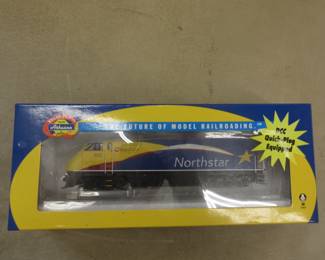 Athearn
THE FUTURE OF MODEL RAILROADING
DCC
Quick-Plug
Equipped
Northstar